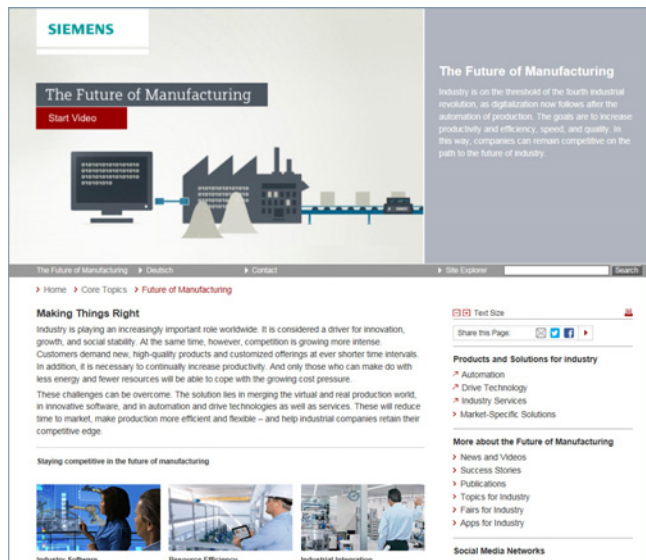 SIEMENS
The Future of Manufacturing
Start Video
The Future of Manufacturing
Industry is on the threshold of the fourth industrial
revolution, as digitalization now follows after the
automation of production. The goals are to increase
productivity and efficiency, speed, and quality. In
this way, companies can remain competitive on the
path to the future of industry.
The Future of Manufacturing
Deutsch
Contact
Site Explorer
Search
Home > Core Topics > Future of Manufacturing
Making Things Right
Industry is playing an increasingly important role worldwide. It is considered a driver for innovation,
growth, and social stability. At the same time, however, competition is growing more intense.
Customers demand new, high-quality products and customized offerings at ever shorter time intervals.
In addition, it is necessary to continually increase productivity. And only those who can make do with
less energy and fewer resources will be able to cope with the growing cost pressure.
These challenges can be overcome. The solution lies in merging the virtual and real production world,
in innovative software, and in automation and drive technologies as well as services. These will reduce
time to market, make production more efficient and flexible – and help industrial companies retain their
competitive edge.
Staying competitive in the future of manufacturing
Industry Software
Resource Efficiency
Industrial Integration
Text Size
Share this Page:
Products and Solutions for industry
Automation
Drive Technology
Industry Services
Market-Specific Solutions
More about the Future of Manufacturing
News and Videos
Success Stories
Publications
Topics for Industry
Fairs for Industry
Apps for Industry
Social Media Networks